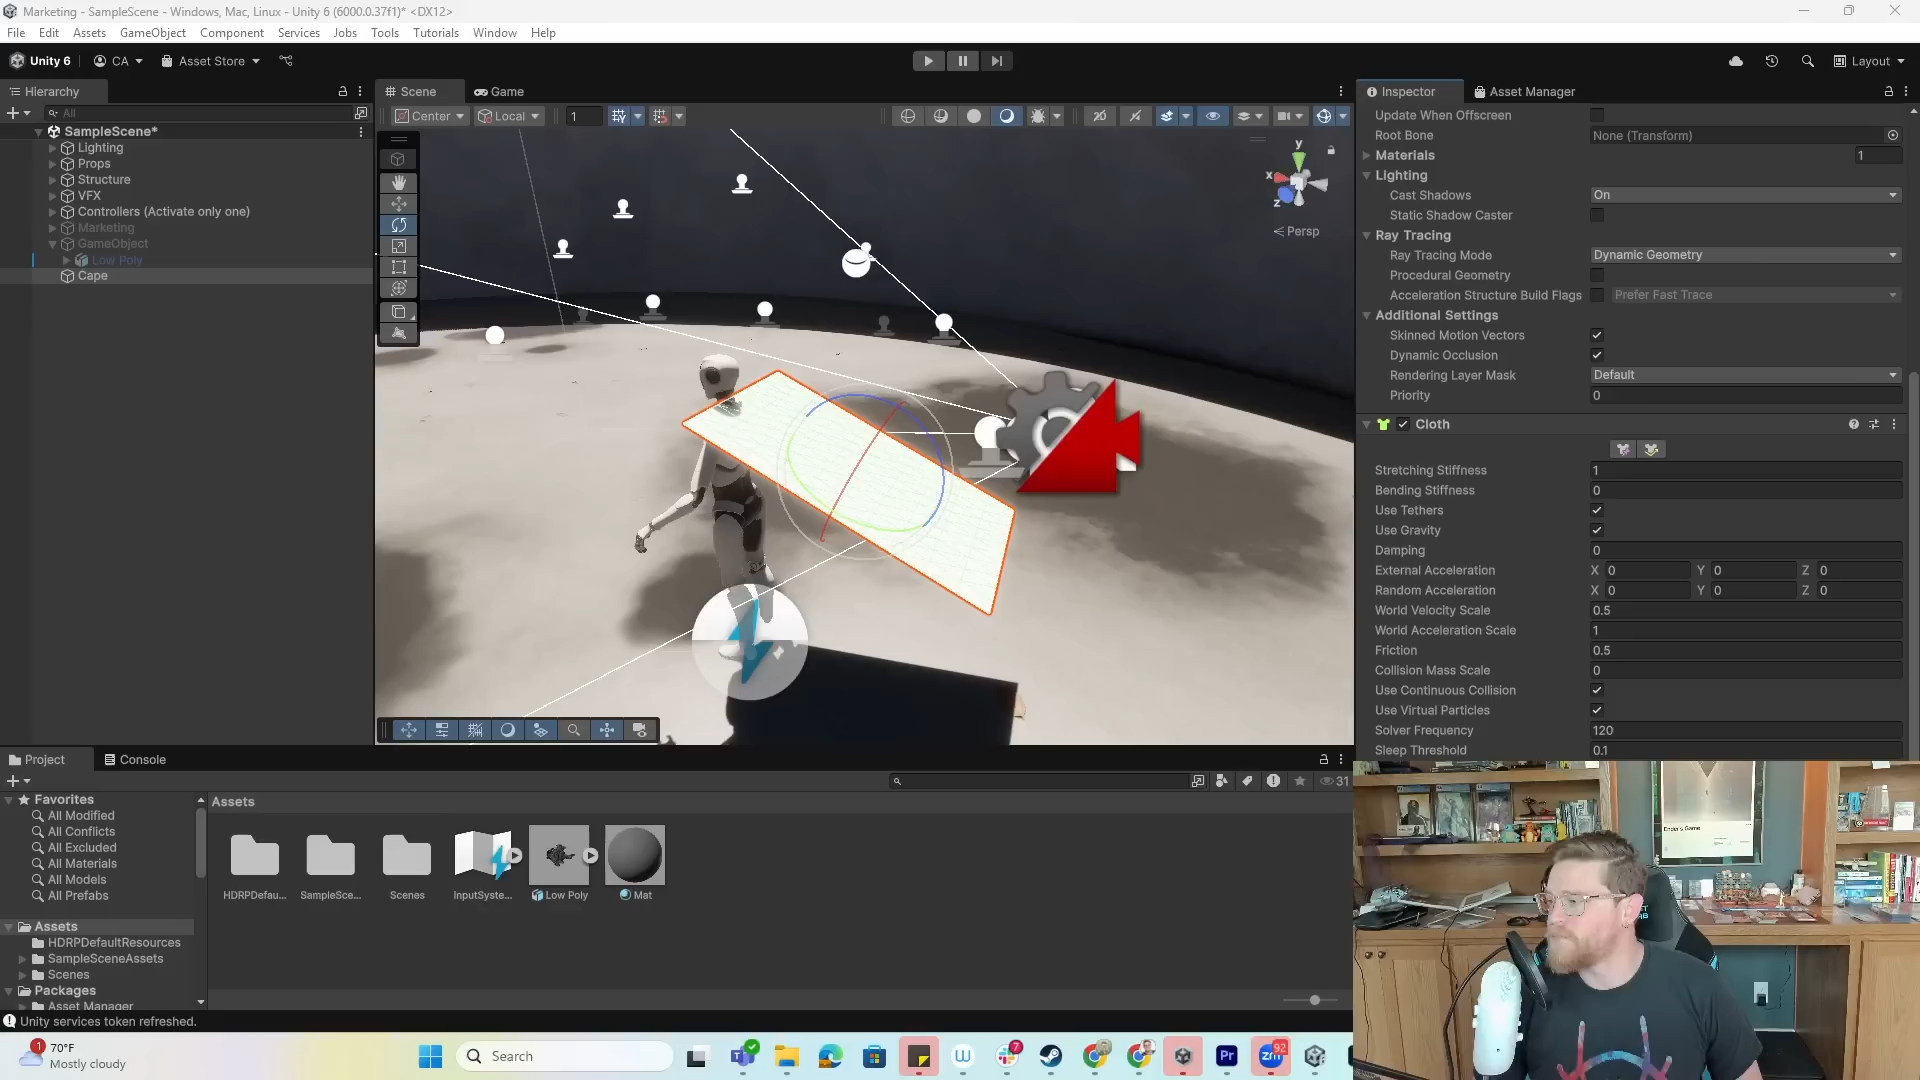 Marketing - SampleScene - Windows, Mac, Linux - Unity 6 (6000.0.37f1)* <DX12>
File Edit Assets GameObject Component Services Jobs Tools Tutorials Window Help
Unity 6 CA Asset Store Layout
Hierarchy
All
SampleScene*
Lighting
Props
Structure
VFX
Controllers (Activate only one)
Marketing
GameObject
Low Poly
Cape
Scene Game
Center Local 1
y
x
z
Persp
Inspector Asset Manager
Update When Offscreen
Root Bone None (Transform)
Materials 1
Lighting
Cast Shadows On
Static Shadow Caster
Ray Tracing
Ray Tracing Mode Dynamic Geometry
Procedural Geometry
Acceleration Structure Build Flags Prefer Fast Trace
Additional Settings
Skinned Motion Vectors
Dynamic Occlusion
Rendering Layer Mask Default
Priority 0
Cloth
Stretching Stiffness 1
Bending Stiffness 0
Use Tethers
Use Gravity
Damping 0
External Acceleration X 0 Y 0 Z 0
Random Acceleration X 0 Y 0 Z 0
World Velocity Scale 0.5
World Acceleration Scale 1
Friction 0.5
Collision Mass Scale 0
Use Continuous Collision
Use Virtual Particles
Solver Frequency 120
Sleep Threshold 0.1
Project Console
31
Favorites
All Modified
All Conflicts
All Excluded
All Materials
All Models
All Prefabs
Assets
HDRPDefaultResources
SampleSceneAssets
Scenes
Packages
Asset Manager
Assets
HDRPDefau... SampleSce... Scenes InputSyste... Low Poly Mat
Unity services token refreshed.
Ender's Game
1
70°F
Mostly cloudy
Search
7
Pr
zm
92